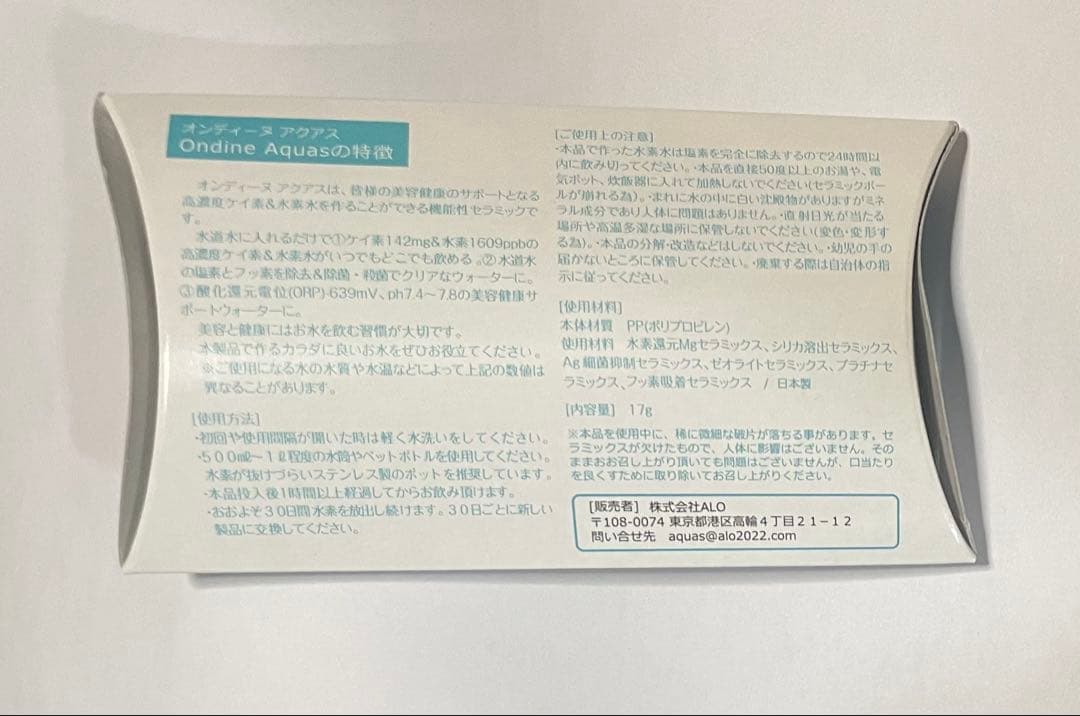 オンディーヌ アクアス
Ondine Aquasの特徴
オンディーヌ アクアスは、皆様の美容健康のサポートとなる
高濃度ケイ素&水素水を作ることができる機能性セラミックで
す。
水道水に入れるだけで①ケイ素142mg&水素1609ppbの
高濃度ケイ素&水素水がいつでもどこでも飲める。②水道水
の塩素とフッ素を除去&除菌・殺菌でクリアなウォーターに。
③酸化還元電位(ORP)-639mV、ph7.4~7.8の美容健康サ
ポートウォーターに。
美容と健康にはお水を飲む習慣が大切です。
本製品で作るカラダに良いお水をぜひお役立てください。
※ご使用になる水の水質や水温などによって上記の数値は
異なることがあります。
[使用方法]
・初回や使用間隔が開いた時は軽く水洗いをしてください。
・500㎖~1ℓ程度の水筒やペットボトルを使用してください。
水素が抜けづらいステンレス製のポットを推奨しています。
・本品投入後1時間以上経過してからお飲み頂けます。
・おおよそ30日間水素を放出し続けます。30日ごとに新しい
製品に交換してください。
[ご使用上の注意]
・本品で作った水素水は塩素を完全に除去するので24時間以
内に飲み切ってください。・本品を直接50度以上のお湯や、電
気ポット、炊飯器に入れて加熱しないでください(セラミックボー
ルが崩れる為)。・まれに水の中に白い沈殿物がありますがミネ
ラル成分であり人体に問題はありません。・直射日光が当たる
場所や高温多湿な場所に保管しないでください(変色・変形す
る為)。・本品の分解・改造などはしないでください。・幼児の手の
届かないところに保管してください。・廃棄する際は自治体の指
示に従ってください。
[使用材料]
本体材質 PP(ポリプロピレン)
使用材料 水素還元Mgセラミックス、シリカ溶出セラミックス、
Ag細菌抑制セラミックス、ゼオライトセラミックス、プラチナセ
ラミックス、フッ素吸着セラミックス / 日本製
[内容量] 17g
※本品を使用中に、稀に微細な破片が落ちる事があります。セ
ラミックスが欠けたもので、人体に影響はございません。その
ままお召し上がり頂いても問題はございませんが、口当たり
を良くすために取り除いてお召し上がりください。
[販売者] 株式会社ALO
〒108-0074 東京都港区高輪4丁目21-12
問い合せ先 aquas@alo2022.com